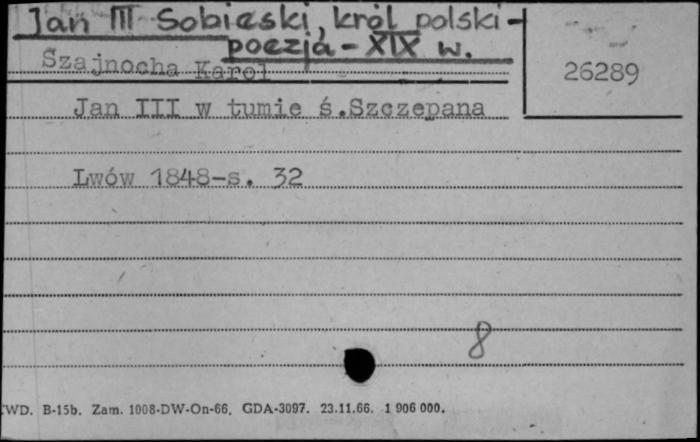 Jan III Sobieski, król polski-
poezja - XIX w.
Szajnocha Karol
26289
Jan III w tumie ś.Szczepana
Lwów 1848-s. 32
8
WD. B-15b. Zam. 1008-DW-On-66. GDA-3097. 23.11.66. 1 906 000.